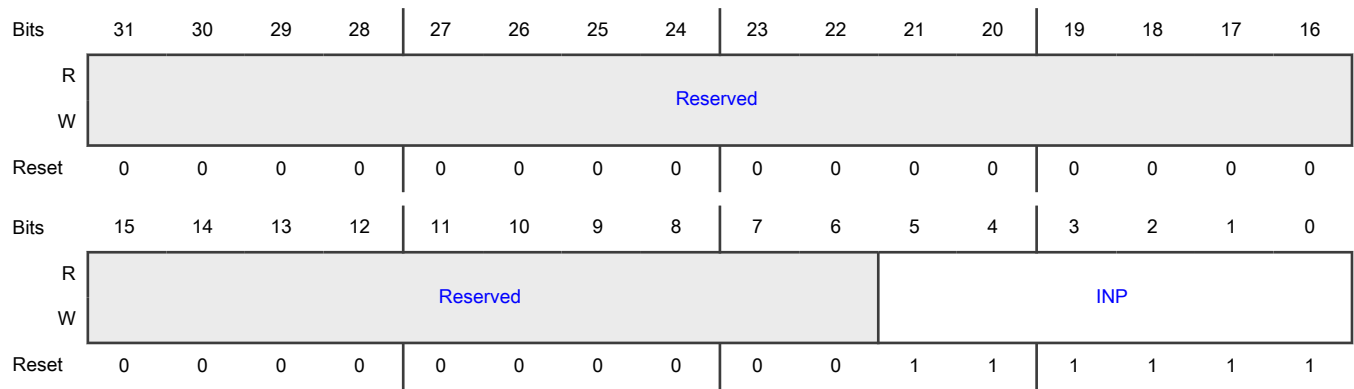 Bits 31 30 29 28 27 26 25 24 23 22 21 20 19 18 17 16
R
Reserved
W
Reset 0 0 0 0 0 0 0 0 0 0 0 0 0 0 0 0
Bits 15 14 13 12 11 10 9 8 7 6 5 4 3 2 1 0
R
Reserved INP
W
Reset 0 0 0 0 0 0 0 0 0 0 1 1 1 1 1 1